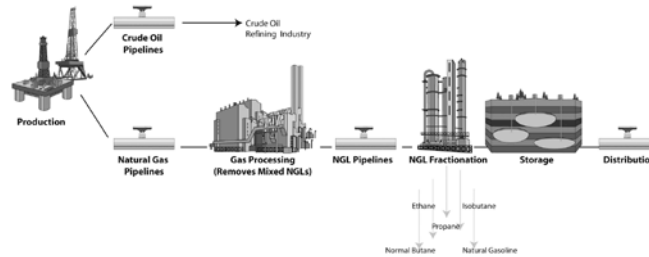 Crude Oil
Pipelines
Crude Oil
Refining Industry
Production
Natural Gas
Pipelines
Gas Processing
(Removes Mixed NGLs)
NGL Pipelines
NGL Fractionation
Storage
Distributio
Ethane
Isobutane
Propane
Normal Butane
Natural Gasoline